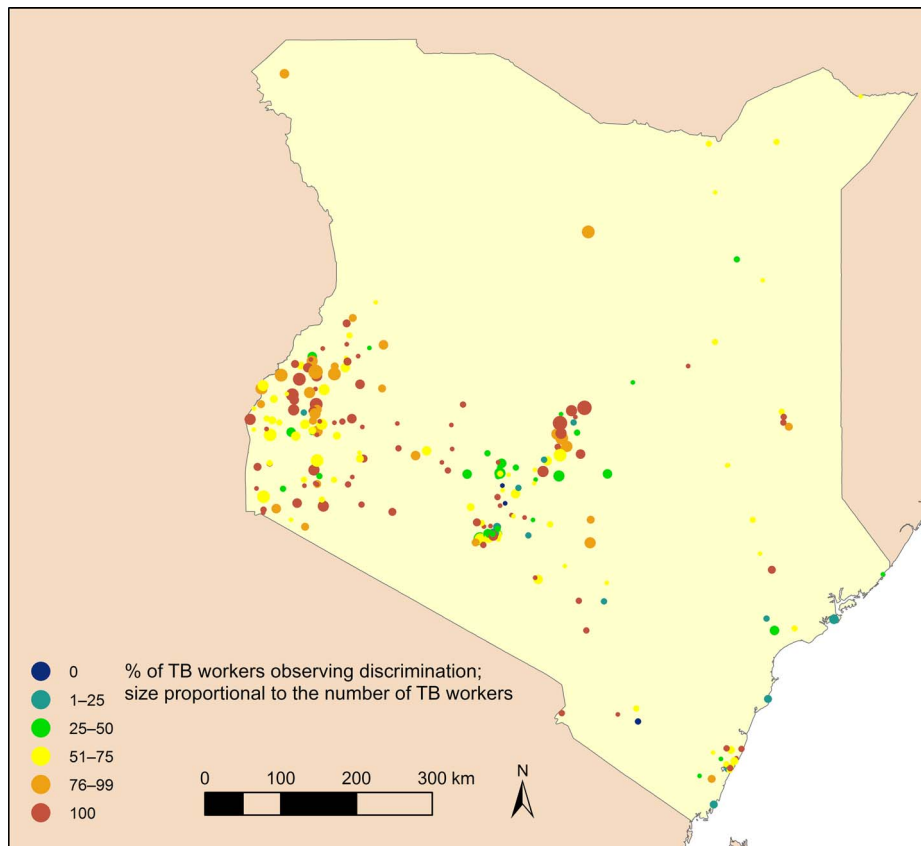 0
% of TB workers observing discrimination;
1–25
size proportional to the number of TB workers
25–50
51–75
76–99
100
0 100 200 300 km
N